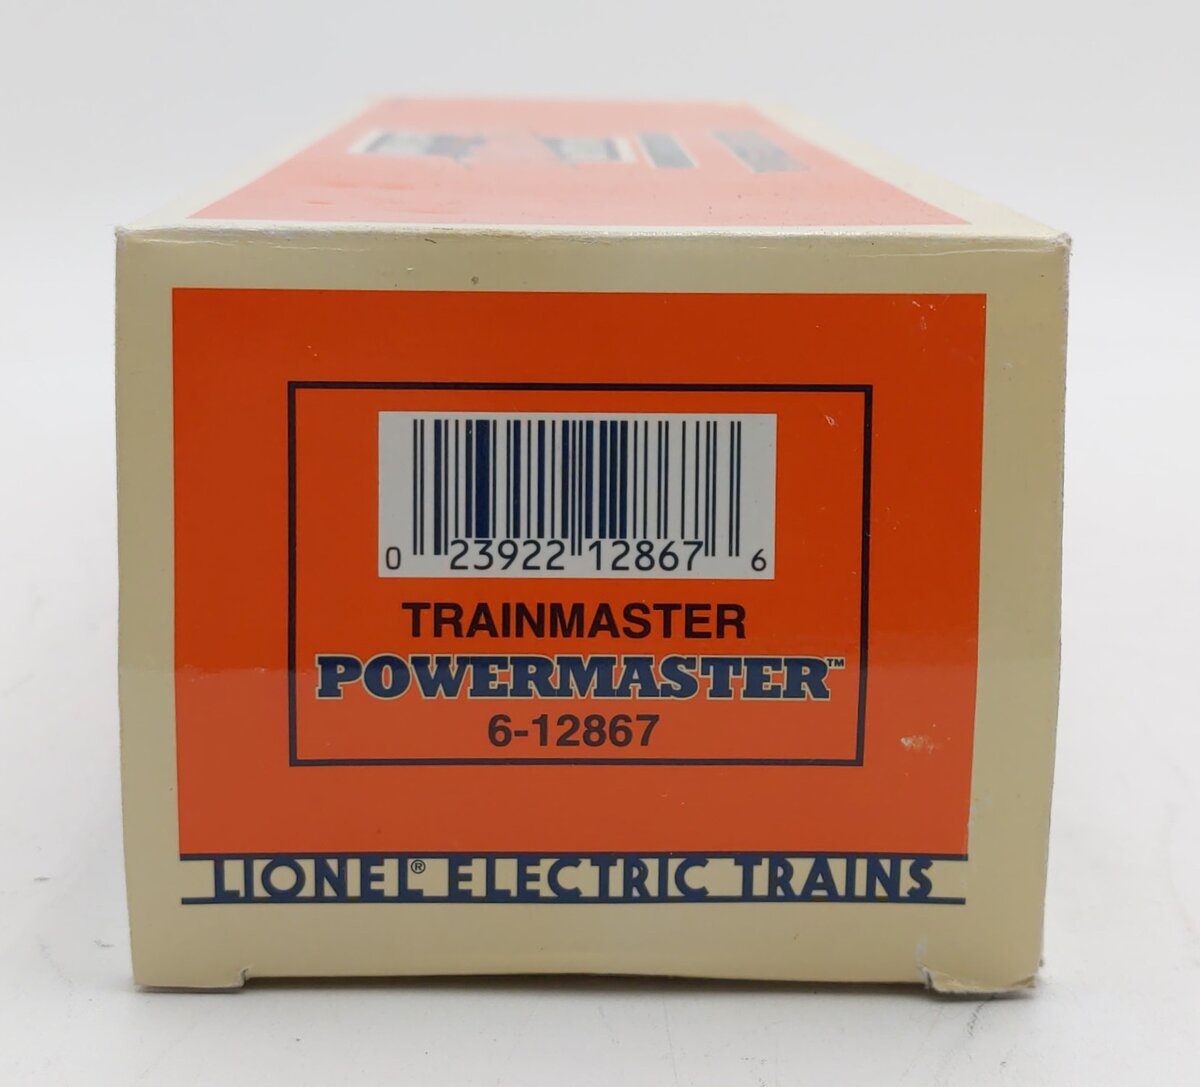 0 23922 12867 6
TRAINMASTER
POWERMASTER™
6-12867
LIONEL® ELECTRIC TRAINS